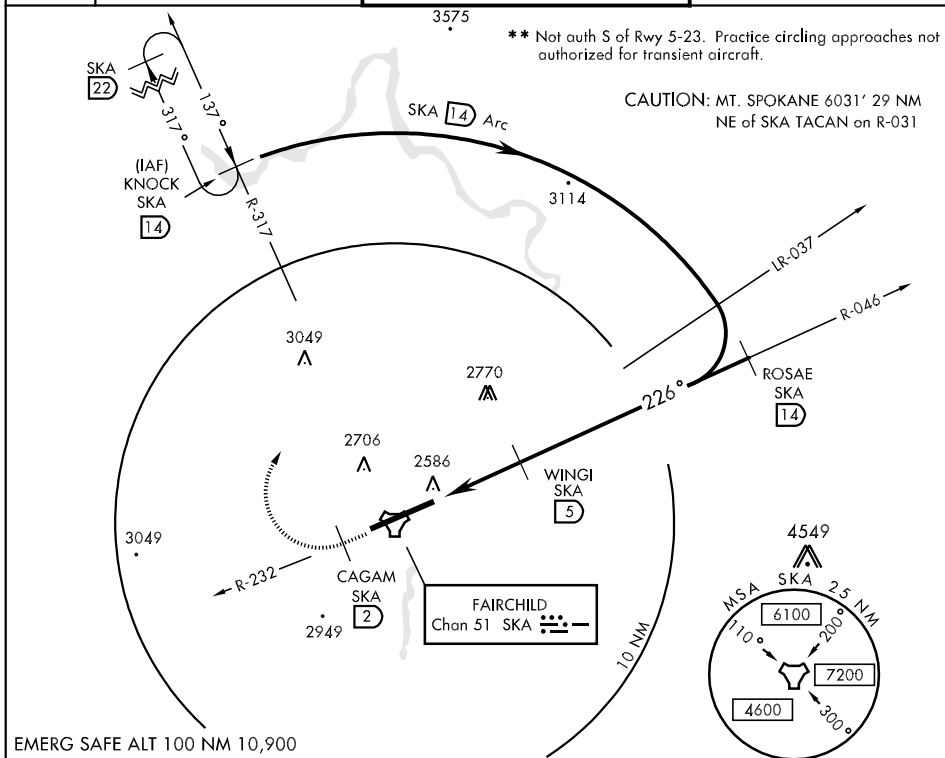 3575
** Not auth S of Rwy 5-23. Practice circling approaches not
authorized for transient aircraft.
CAUTION: MT. SPOKANE 6031' 29 NM
NE of SKA TACAN on R-031
SKA
22
317°
137°
SKA 14 Arc
(IAF)
KNOCK
SKA
14
R-317
3114
LR-037
R-046
3049
2770
226°
ROSAE
SKA
14
2706
2586
WINGI
SKA
5
3049
R-232
CAGAM
SKA
2
2949
FAIRCHILD
Chan 51 SKA
10 NM
4549
MSA SKA 25 NM
6100
110°
200°
7200
4600
300°
EMERG SAFE ALT 100 NM 10,900